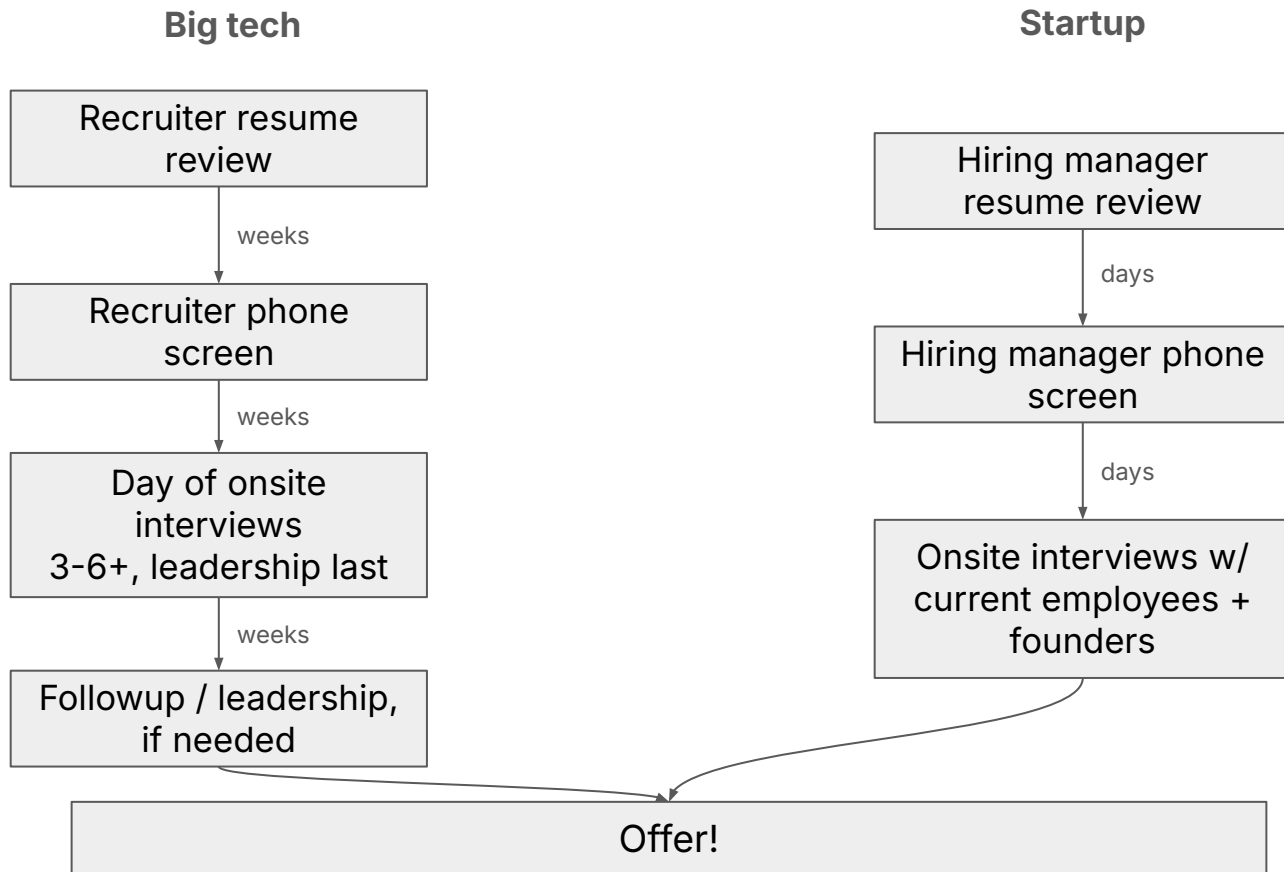 Big tech
Recruiter resume
review
weeks
Recruiter phone
screen
weeks
Day of onsite
interviews
3-6+, leadership last
weeks
Followup / leadership,
if needed
Startup
Hiring manager
resume review
days
Hiring manager phone
screen
days
Onsite interviews w/
current employees +
founders
Offer!